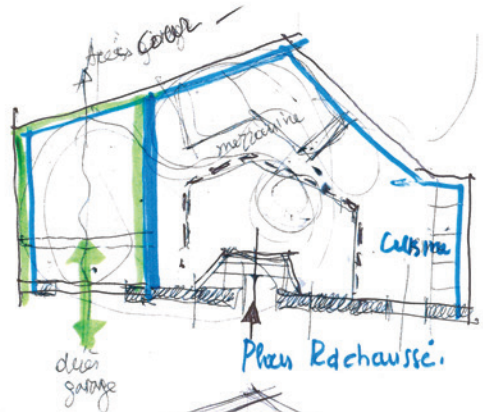 Accès Garage
mezzanine
Cuisine
accès
garage
Plan Rdchaussé.